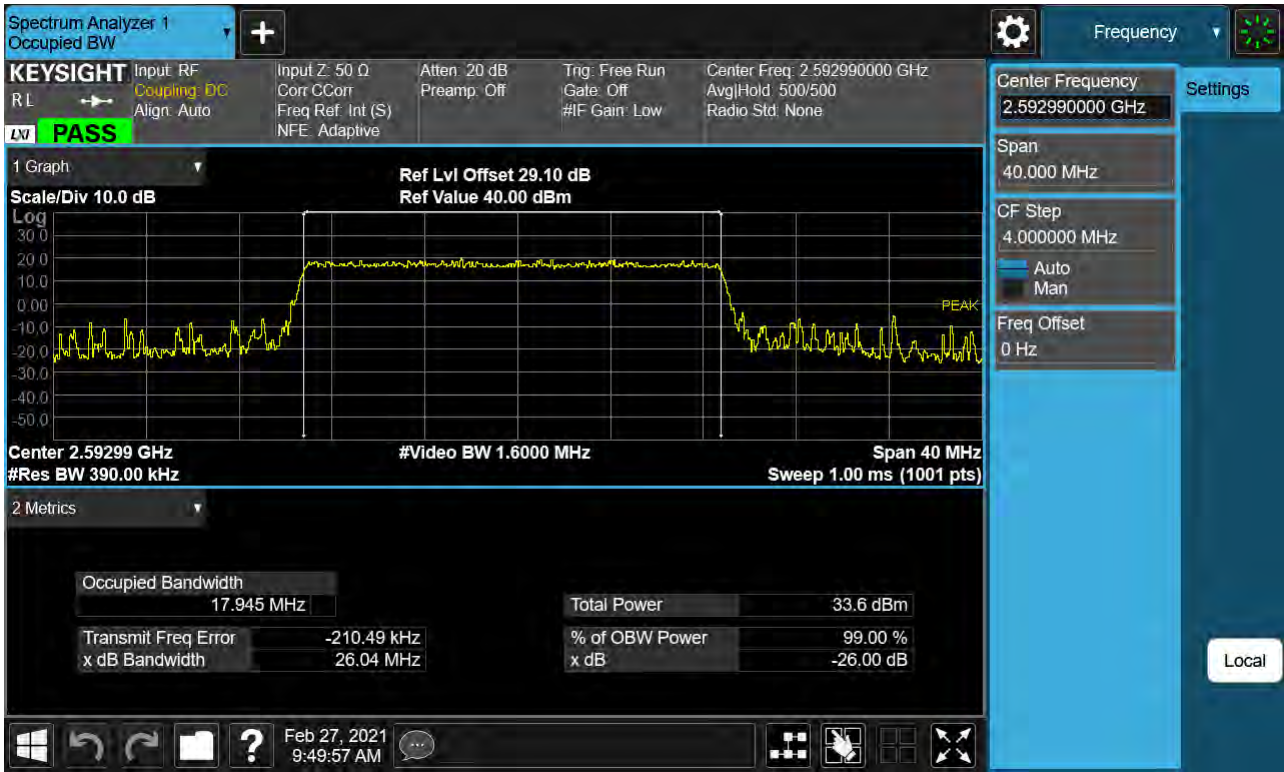 Spectrum Analyzer 1
Occupied BW
+
Frequency
KEYSIGHT
R L
LXI
PASS
Input: RF
Coupling: DC
Align: Auto
Input Z: 50 Ω
Corr CCorr
Freq Ref: Int (S)
NFE: Adaptive
Atten: 20 dB
Preamp: Off
Trig: Free Run
Gate: Off
#IF Gain: Low
Center Freq: 2.592990000 GHz
Avg|Hold: 500/500
Radio Std: None
Center Frequency
2.592990000 GHz
Settings
Span
40.000 MHz
CF Step
4.000000 MHz
Auto
Man
Freq Offset
0 Hz
Local
1 Graph
Scale/Div 10.0 dB
Ref Lvl Offset 29.10 dB
Ref Value 40.00 dBm
Log
30.0
20.0
10.0
0.00
-10.0
-20.0
-30.0
-40.0
-50.0
PEAK
Center 2.59299 GHz
#Video BW 1.6000 MHz
Span 40 MHz
#Res BW 390.00 kHz
Sweep 1.00 ms (1001 pts)
2 Metrics
Occupied Bandwidth
17.945 MHz
Total Power 33.6 dBm
Transmit Freq Error -210.49 kHz
% of OBW Power 99.00 %
x dB Bandwidth 26.04 MHz
x dB -26.00 dB
?
Feb 27, 2021
9:49:57 AM